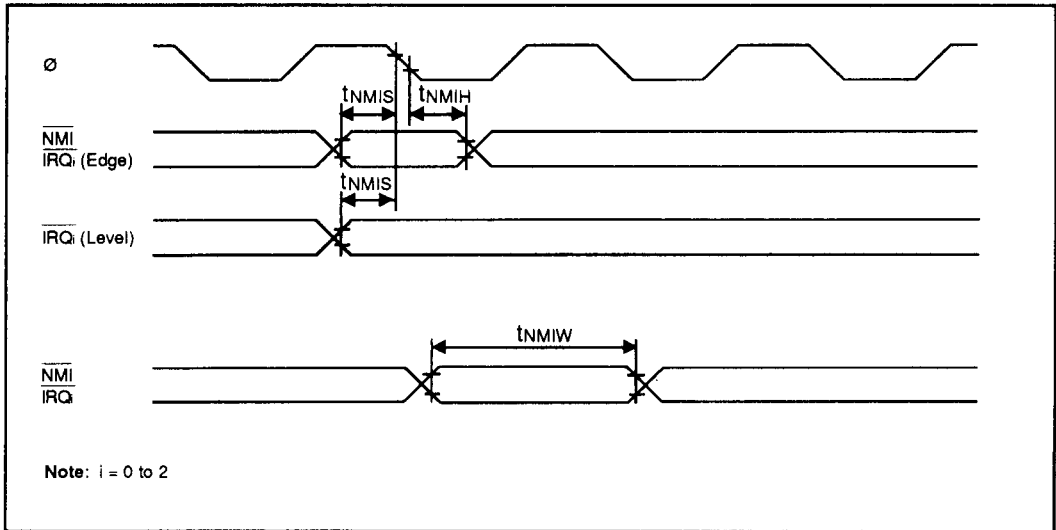 Ø
tNMIS
tNMIH
NMI
IRQi (Edge)
tNMIS
IRQi (Level)
tNMIW
NMI
IRQi
Note: i = 0 to 2